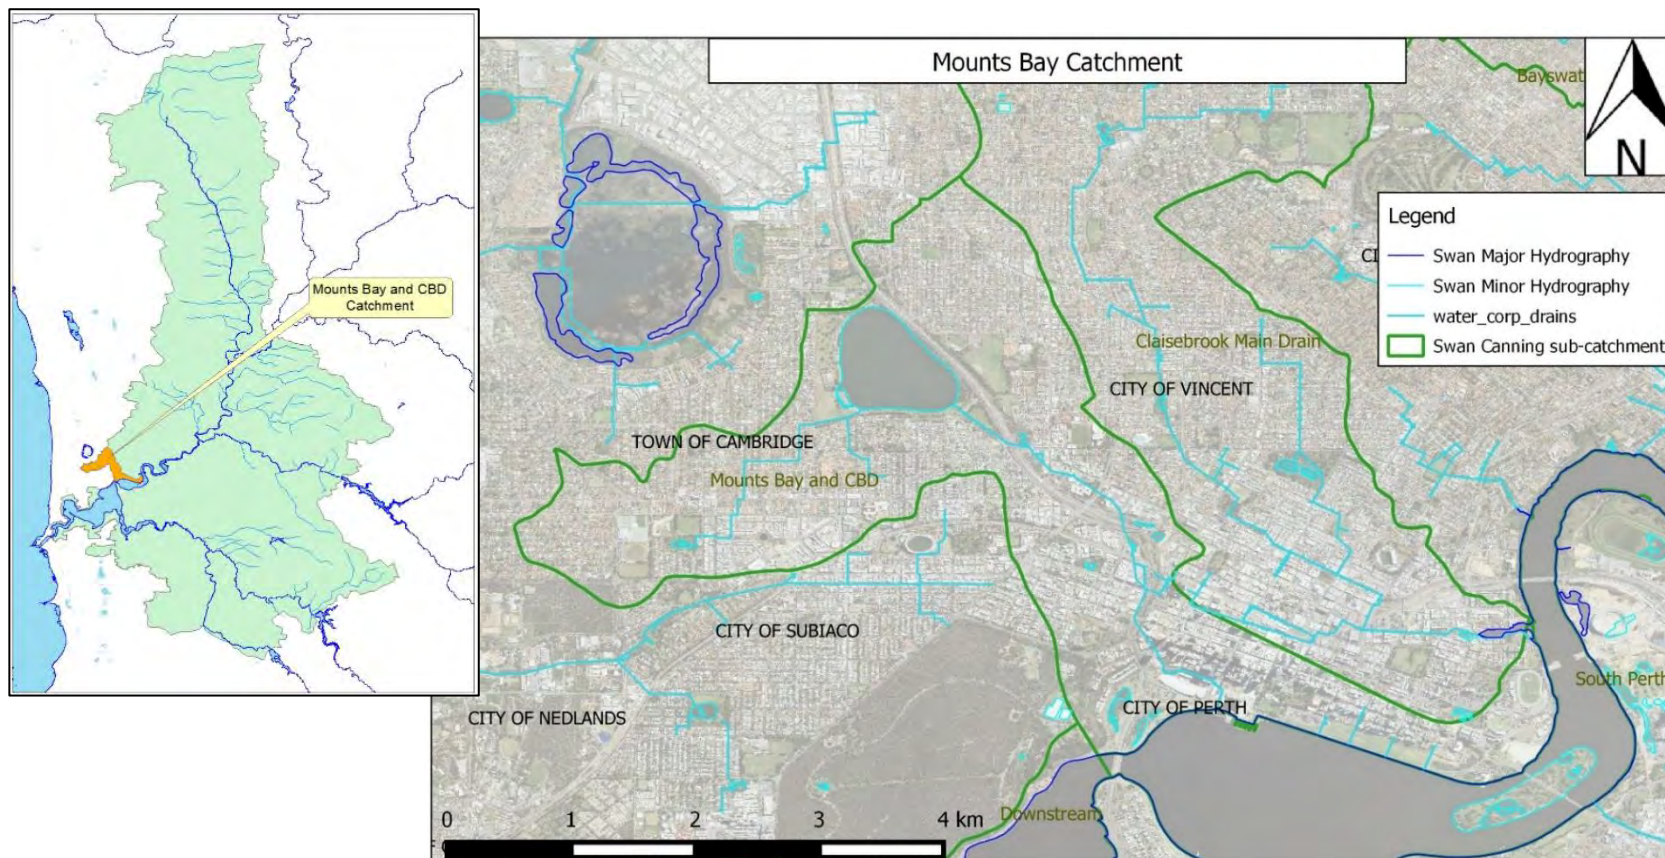 Mounts Bay and CBD
Catchment
Mounts Bay Catchment
Bayswat
N
Legend
Swan Major Hydrography
Swan Minor Hydrography
water_corp_drains
Swan Canning sub-catchment
CI
Claisebrook Main Drain
CITY OF VINCENT
TOWN OF CAMBRIDGE
Mounts Bay and CBD
CITY OF SUBIACO
South Perth
CITY OF NEDLANDS
CITY OF PERTH
Downstream
0 1 2 3 4 km